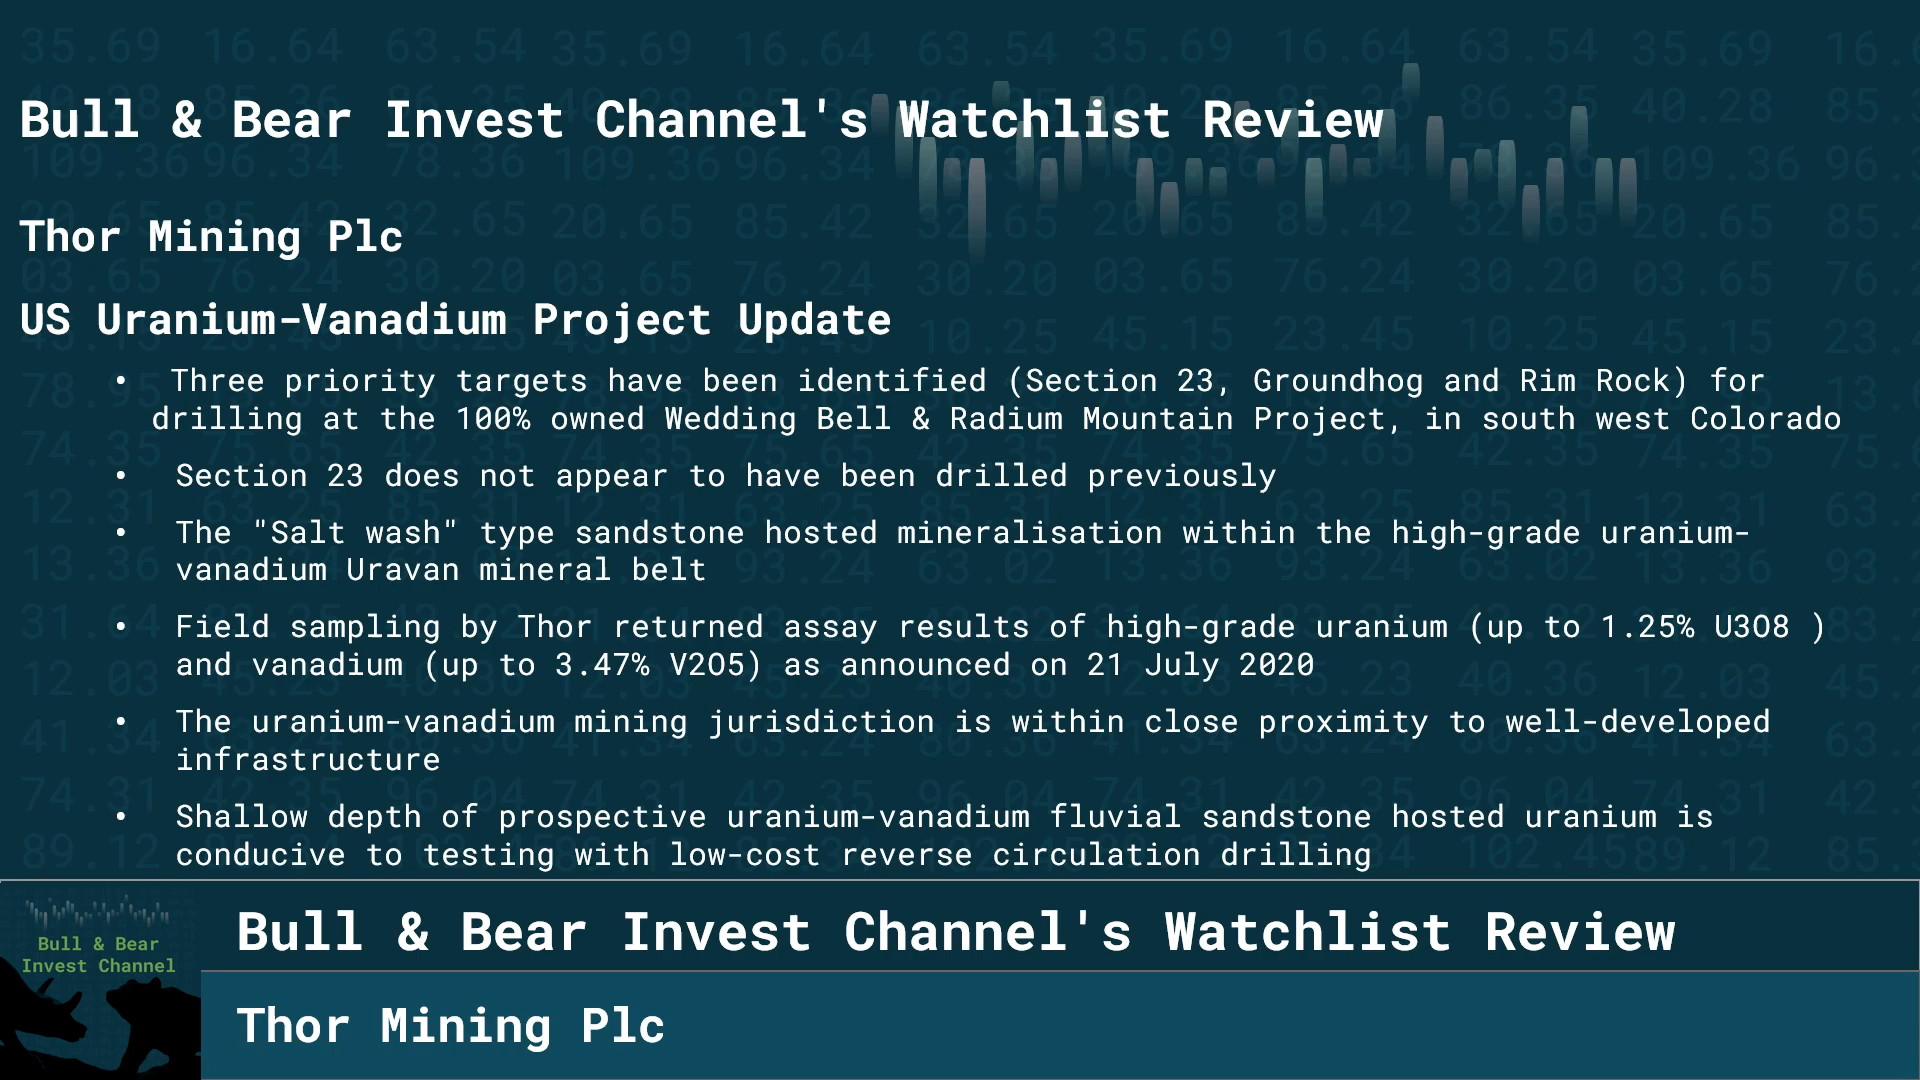 Bull & Bear Invest Channel's Watchlist Review
Thor Mining Plc
US Uranium-Vanadium Project Update
• Three priority targets have been identified (Section 23, Groundhog and Rim Rock) for
drilling at the 100% owned Wedding Bell & Radium Mountain Project, in south west Colorado
• Section 23 does not appear to have been drilled previously
• The "Salt wash" type sandstone hosted mineralisation within the high-grade uranium-
vanadium Uravan mineral belt
• Field sampling by Thor returned assay results of high-grade uranium (up to 1.25% U3O8 )
and vanadium (up to 3.47% V2O5) as announced on 21 July 2020
• The uranium-vanadium mining jurisdiction is within close proximity to well-developed
infrastructure
• Shallow depth of prospective uranium-vanadium fluvial sandstone hosted uranium is
conducive to testing with low-cost reverse circulation drilling
Bull & Bear
Invest Channel
Bull & Bear Invest Channel's Watchlist Review
Thor Mining Plc